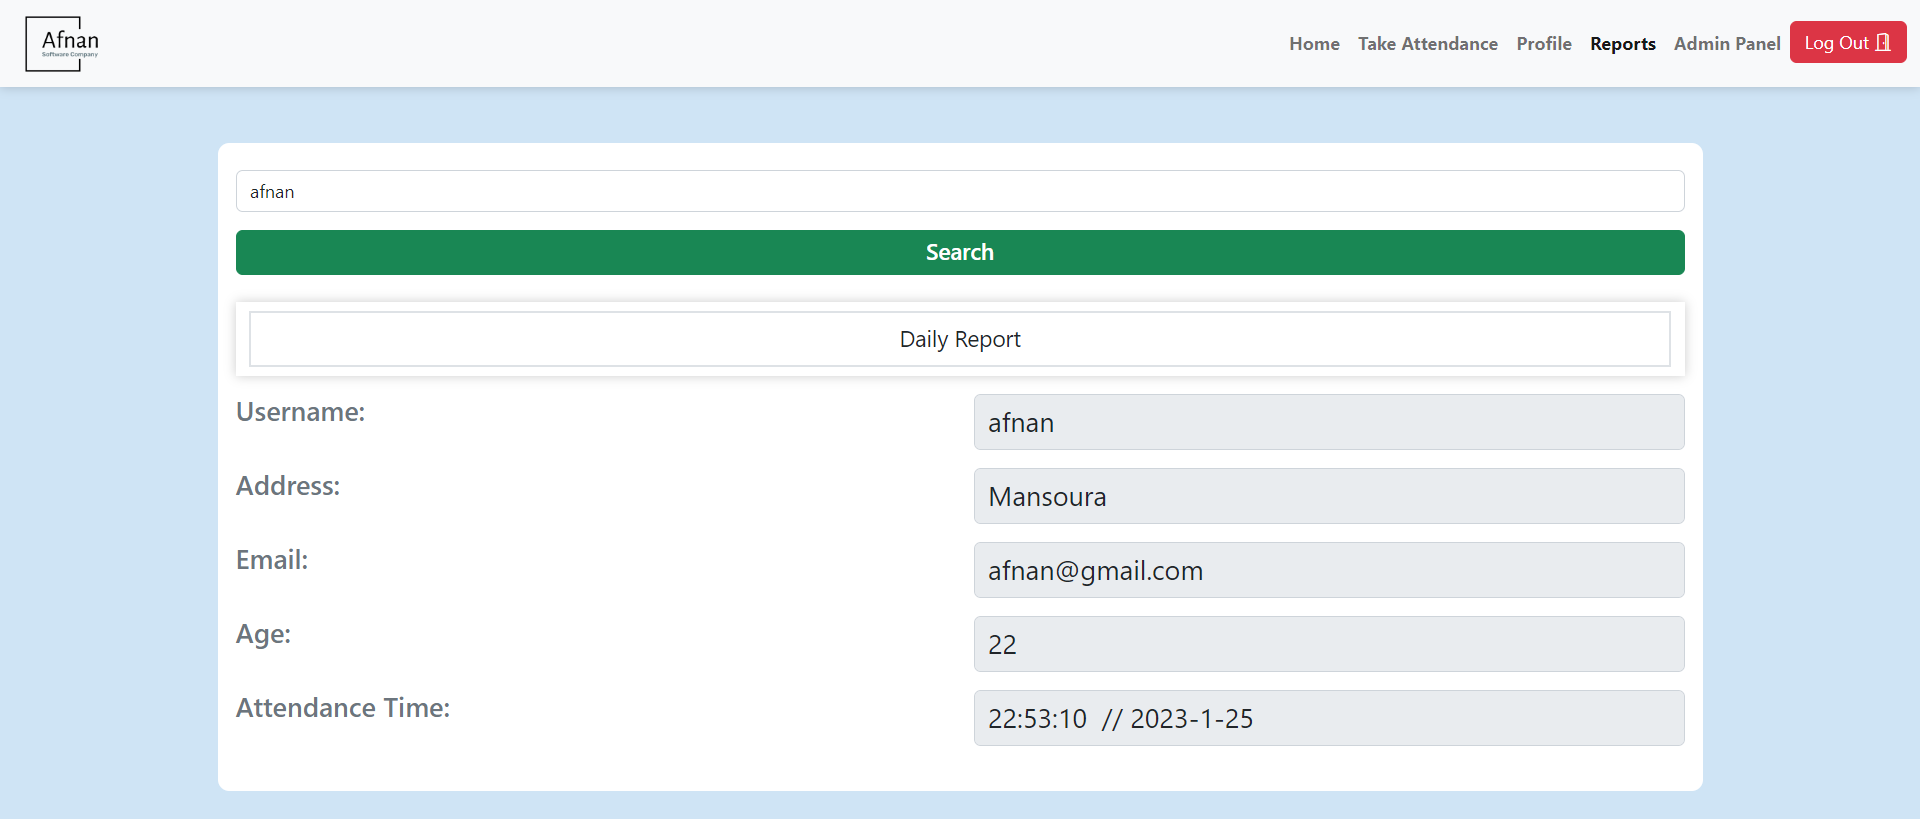 Afnan
Software Company
Home Take Attendance Profile Reports Admin Panel Log Out
afnan
Search
Daily Report
Username: afnan
Address: Mansoura
Email: afnan@gmail.com
Age: 22
Attendance Time: 22:53:10 // 2023-1-25